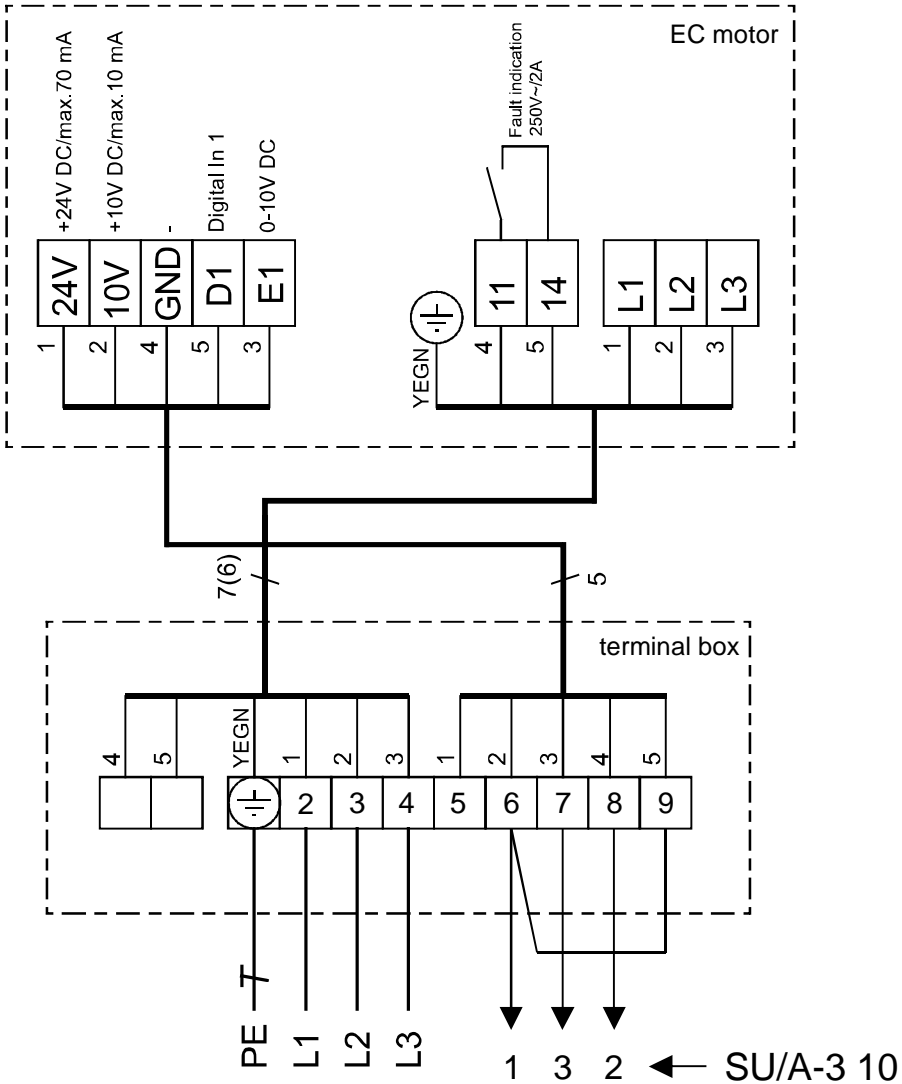 EC motor
+24V DC/max.70 mA
+10V DC/max.10 mA
-
Digital In 1
0-10V DC
Fault indication
250V~/2A
24V
10V
GND
D1
E1
11
14
L1
L2
L3
1
2
4
5
3
YEGN
4
5
1
2
3
7(6)
5
terminal box
4
5
YEGN
1
2
3
1
2
3
4
5
2
3
4
5
6
7
8
9
PE
L1
L2
L3
1
3
2
SU/A-3 10